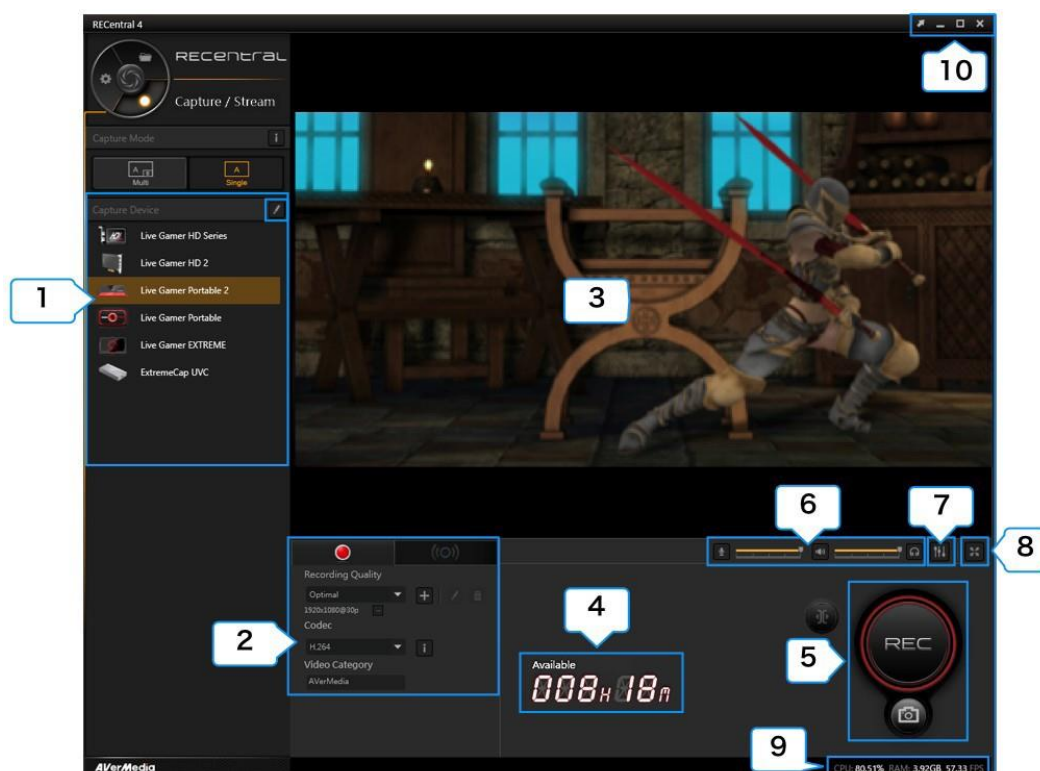 RECentral 4
10
RECentral
Capture / Stream
Capture Mode
i
A
Multi
A
Single
Capture Device
Live Gamer HD Series
Live Gamer HD 2
1
Live Gamer Portable 2
3
Live Gamer Portable
Live Gamer EXTREME
ExtremeCap UVC
6
7
8
Recording Quality
Optimal
1920x1080@30p
Codec
2
H.264
i
Video Category
AVerMedia
4
Available
008H 18m
5
REC
9
AVerMedia
CPU: 80.51% RAM: 3.92GB 57.33 FPS